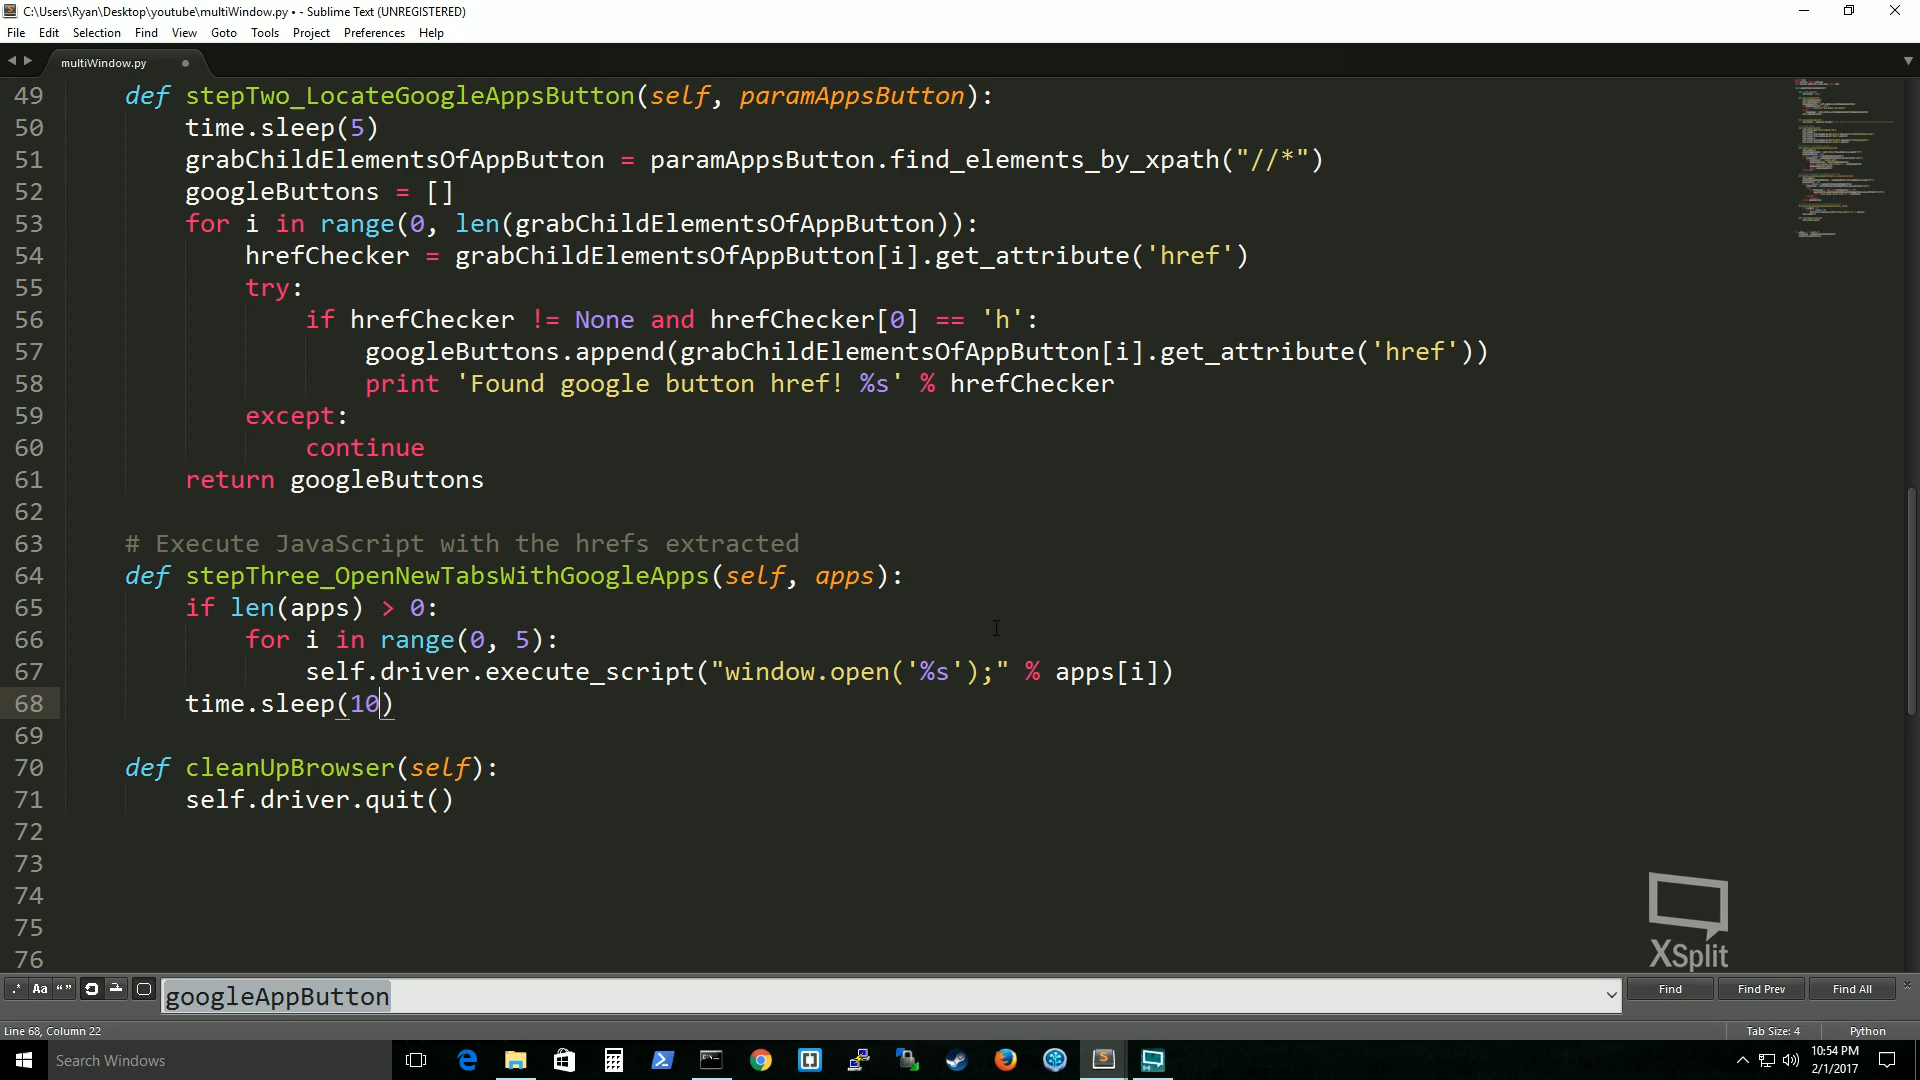 C:\Users\Ryan\Desktop\youtube\multiWindow.py • - Sublime Text (UNREGISTERED)
File Edit Selection Find View Goto Tools Project Preferences Help
multiWindow.py
49 def stepTwo_LocateGoogleAppsButton(self, paramAppsButton):
50 time.sleep(5)
51 grabChildElementsOfAppButton = paramAppsButton.find_elements_by_xpath("//*")
52 googleButtons = []
53 for i in range(0, len(grabChildElementsOfAppButton)):
54 hrefChecker = grabChildElementsOfAppButton[i].get_attribute('href')
55 try:
56 if hrefChecker != None and hrefChecker[0] == 'h':
57 googleButtons.append(grabChildElementsOfAppButton[i].get_attribute('href'))
58 print 'Found google button href! %s' % hrefChecker
59 except:
60 continue
61 return googleButtons
62
63 # Execute JavaScript with the hrefs extracted
64 def stepThree_OpenNewTabsWithGoogleApps(self, apps):
65 if len(apps) > 0:
66 for i in range(0, 5):
67 self.driver.execute_script("window.open('%s');" % apps[i])
68 time.sleep(10)
69
70 def cleanUpBrowser(self):
71 self.driver.quit()
72
73
74
75
76
XSplit
.* Aa “ ” googleAppButton Find Find Prev Find All
Line 68, Column 22 Tab Size: 4 Python
Search Windows
10:54 PM
2/1/2017